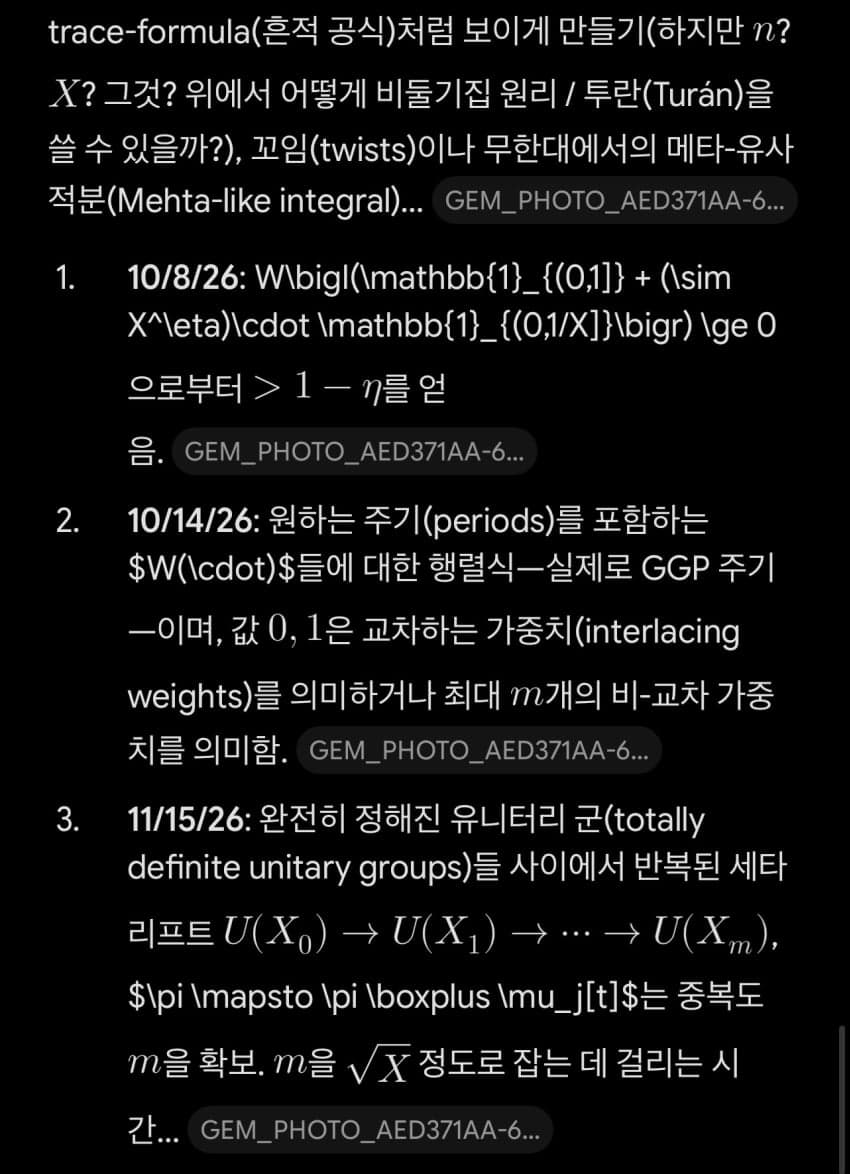 trace-formula(흔적 공식)처럼 보이게 만들기(하지만 n?
X? 그것? 위에서 어떻게 비둘기집 원리 / 투란(Turán)을
쓸 수 있을까?), 꼬임(twists)이나 무한대에서의 메타-유사
적분(Mehta-like integral)... GEM_PHOTO_AED371AA-6...
1. 10/8/26: W\bigl(\mathbb{1}_{(0,1]} + (\sim
X^\eta)\cdot \mathbb{1}_{(0,1/X]}\bigr) \ge 0
으로부터 > 1 − η를 얻
음. GEM_PHOTO_AED371AA-6...
2. 10/14/26: 원하는 주기(periods)를 포함하는
$W(\cdot)$들에 대한 행렬식—실제로 GGP 주기
—이며, 값 0, 1은 교차하는 가중치(interlacing
weights)를 의미하거나 최대 m개의 비-교차 가중
치를 의미함. GEM_PHOTO_AED371AA-6...
3. 11/15/26: 완전히 정해진 유니터리 군(totally
definite unitary groups)들 사이에서 반복된 세타
리프트 U(X₀) → U(X₁) → ⋯ → U(Xₘ),
$\pi \mapsto \pi \boxplus \mu_j[t]$는 중복도
m을 확보. m을 √X 정도로 잡는 데 걸리는 시
간... GEM_PHOTO_AED371AA-6...